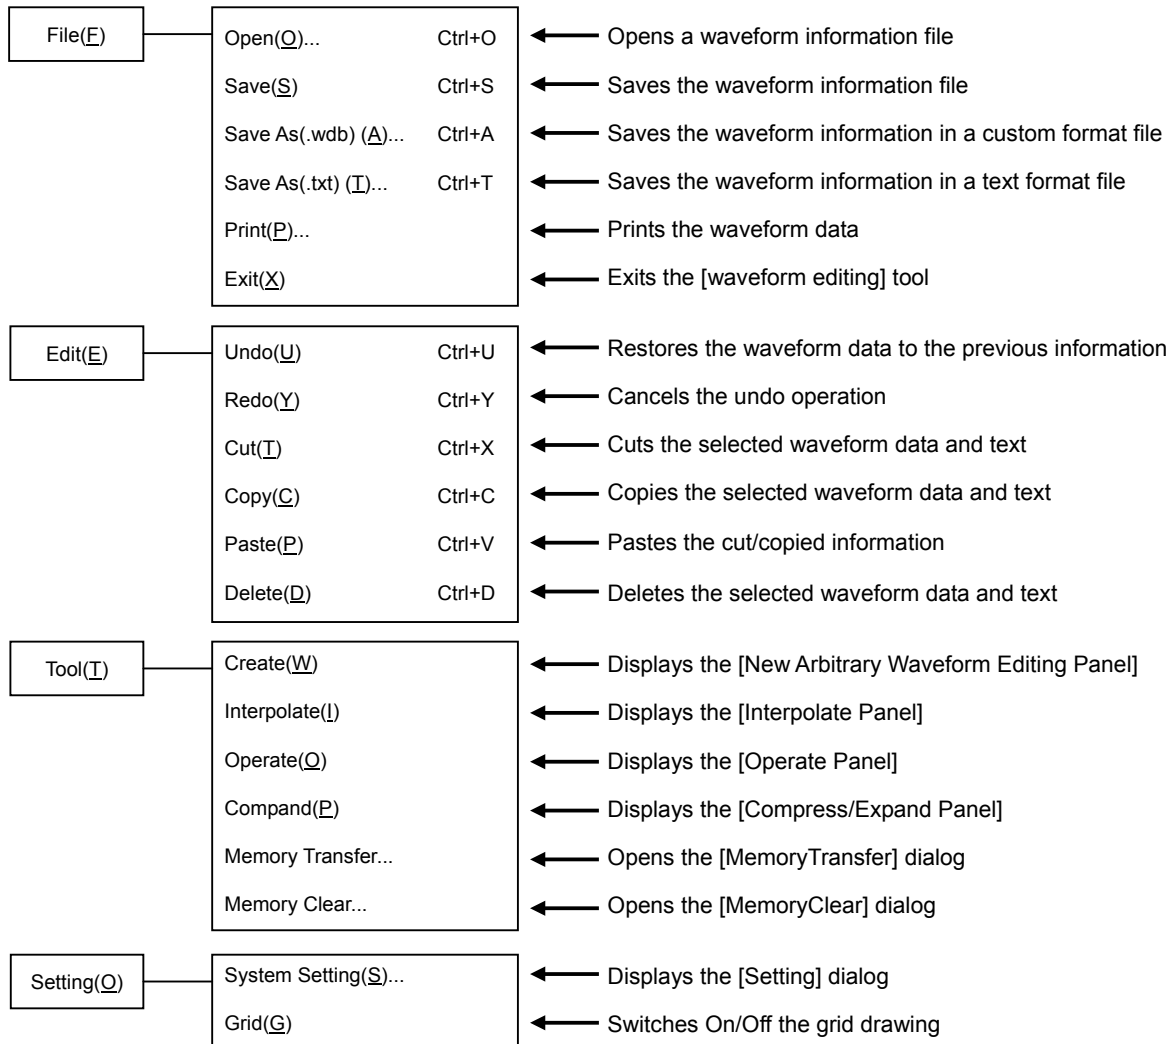 File(F)
Open(O)... Ctrl+O Opens a waveform information file
Save(S) Ctrl+S Saves the waveform information file
Save As(.wdb) (A)... Ctrl+A Saves the waveform information in a custom format file
Save As(.txt) (T)... Ctrl+T Saves the waveform information in a text format file
Print(P)... Prints the waveform data
Exit(X) Exits the [waveform editing] tool
Edit(E)
Undo(U) Ctrl+U Restores the waveform data to the previous information
Redo(Y) Ctrl+Y Cancels the undo operation
Cut(T) Ctrl+X Cuts the selected waveform data and text
Copy(C) Ctrl+C Copies the selected waveform data and text
Paste(P) Ctrl+V Pastes the cut/copied information
Delete(D) Ctrl+D Deletes the selected waveform data and text
Tool(T)
Create(W) Displays the [New Arbitrary Waveform Editing Panel]
Interpolate(I) Displays the [Interpolate Panel]
Operate(O) Displays the [Operate Panel]
Compand(P) Displays the [Compress/Expand Panel]
Memory Transfer... Opens the [MemoryTransfer] dialog
Memory Clear... Opens the [MemoryClear] dialog
Setting(O)
System Setting(S)... Displays the [Setting] dialog
Grid(G) Switches On/Off the grid drawing